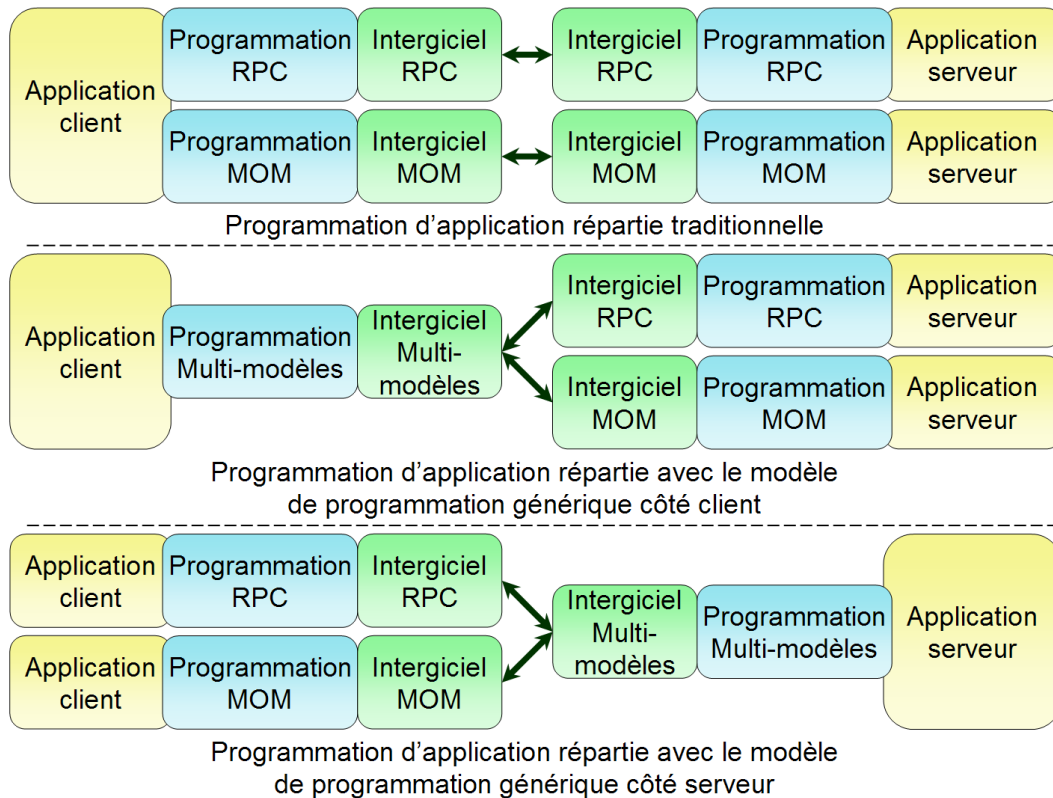 Application
client
Programmation
RPC
Intergiciel
RPC
Intergiciel
RPC
Programmation
RPC
Application
serveur
Programmation
MOM
Intergiciel
MOM
Intergiciel
MOM
Programmation
MOM
Application
serveur
Programmation d'application répartie traditionnelle
Application
client
Programmation
Multi-modèles
Intergiciel
Multi-
modèles
Intergiciel
RPC
Programmation
RPC
Application
serveur
Intergiciel
MOM
Programmation
MOM
Application
serveur
Programmation d'application répartie avec le modèle
de programmation générique côté client
Application
client
Programmation
RPC
Intergiciel
RPC
Application
client
Programmation
MOM
Intergiciel
MOM
Intergiciel
Multi-
modèles
Programmation
Multi-modèles
Application
serveur
Programmation d'application répartie avec le modèle
de programmation générique côté serveur